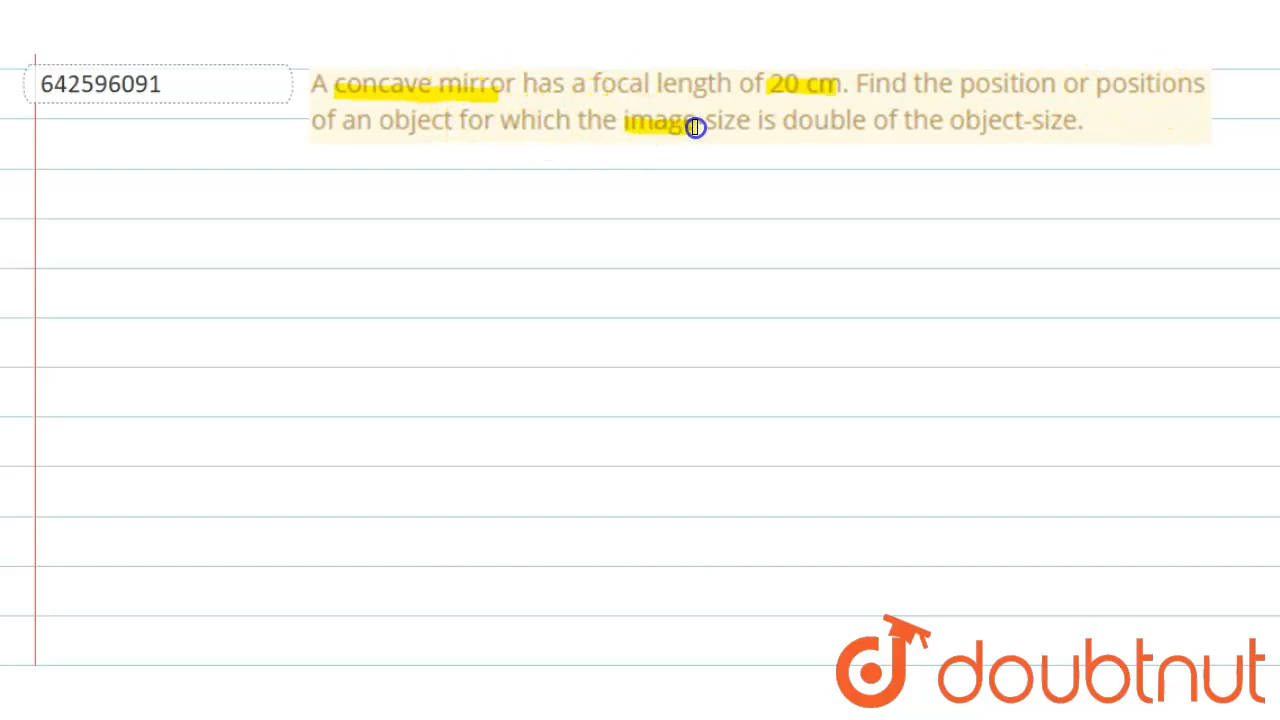 642596091
A concave mirror has a focal length of 20 cm. Find the position or positions
of an object for which the image size is double of the object-size.
doubtnut